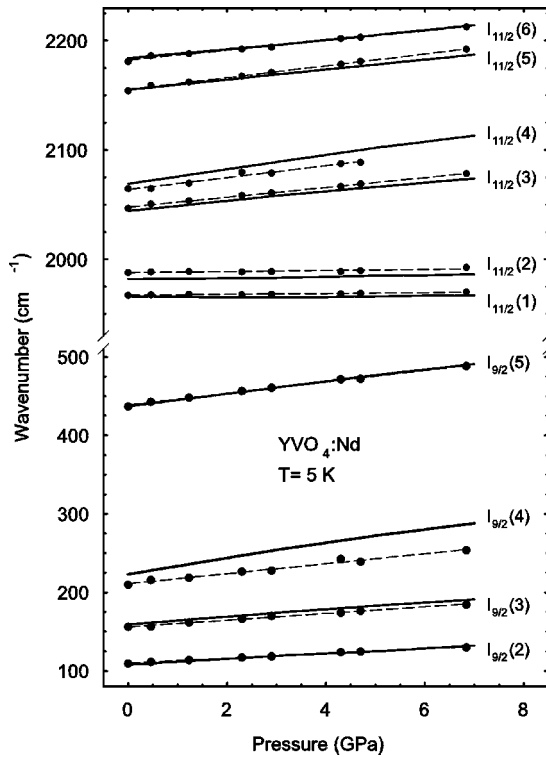 2200
2100
2000
500
400
300
200
100
0
2
4
6
8
Wavenumber (cm⁻¹)
Pressure (GPa)
YVO₄:Nd
T= 5 K
I₁₁/₂(6)
I₁₁/₂(5)
I₁₁/₂(4)
I₁₁/₂(3)
I₁₁/₂(2)
I₁₁/₂(1)
I₉/₂(5)
I₉/₂(4)
I₉/₂(3)
I₉/₂(2)